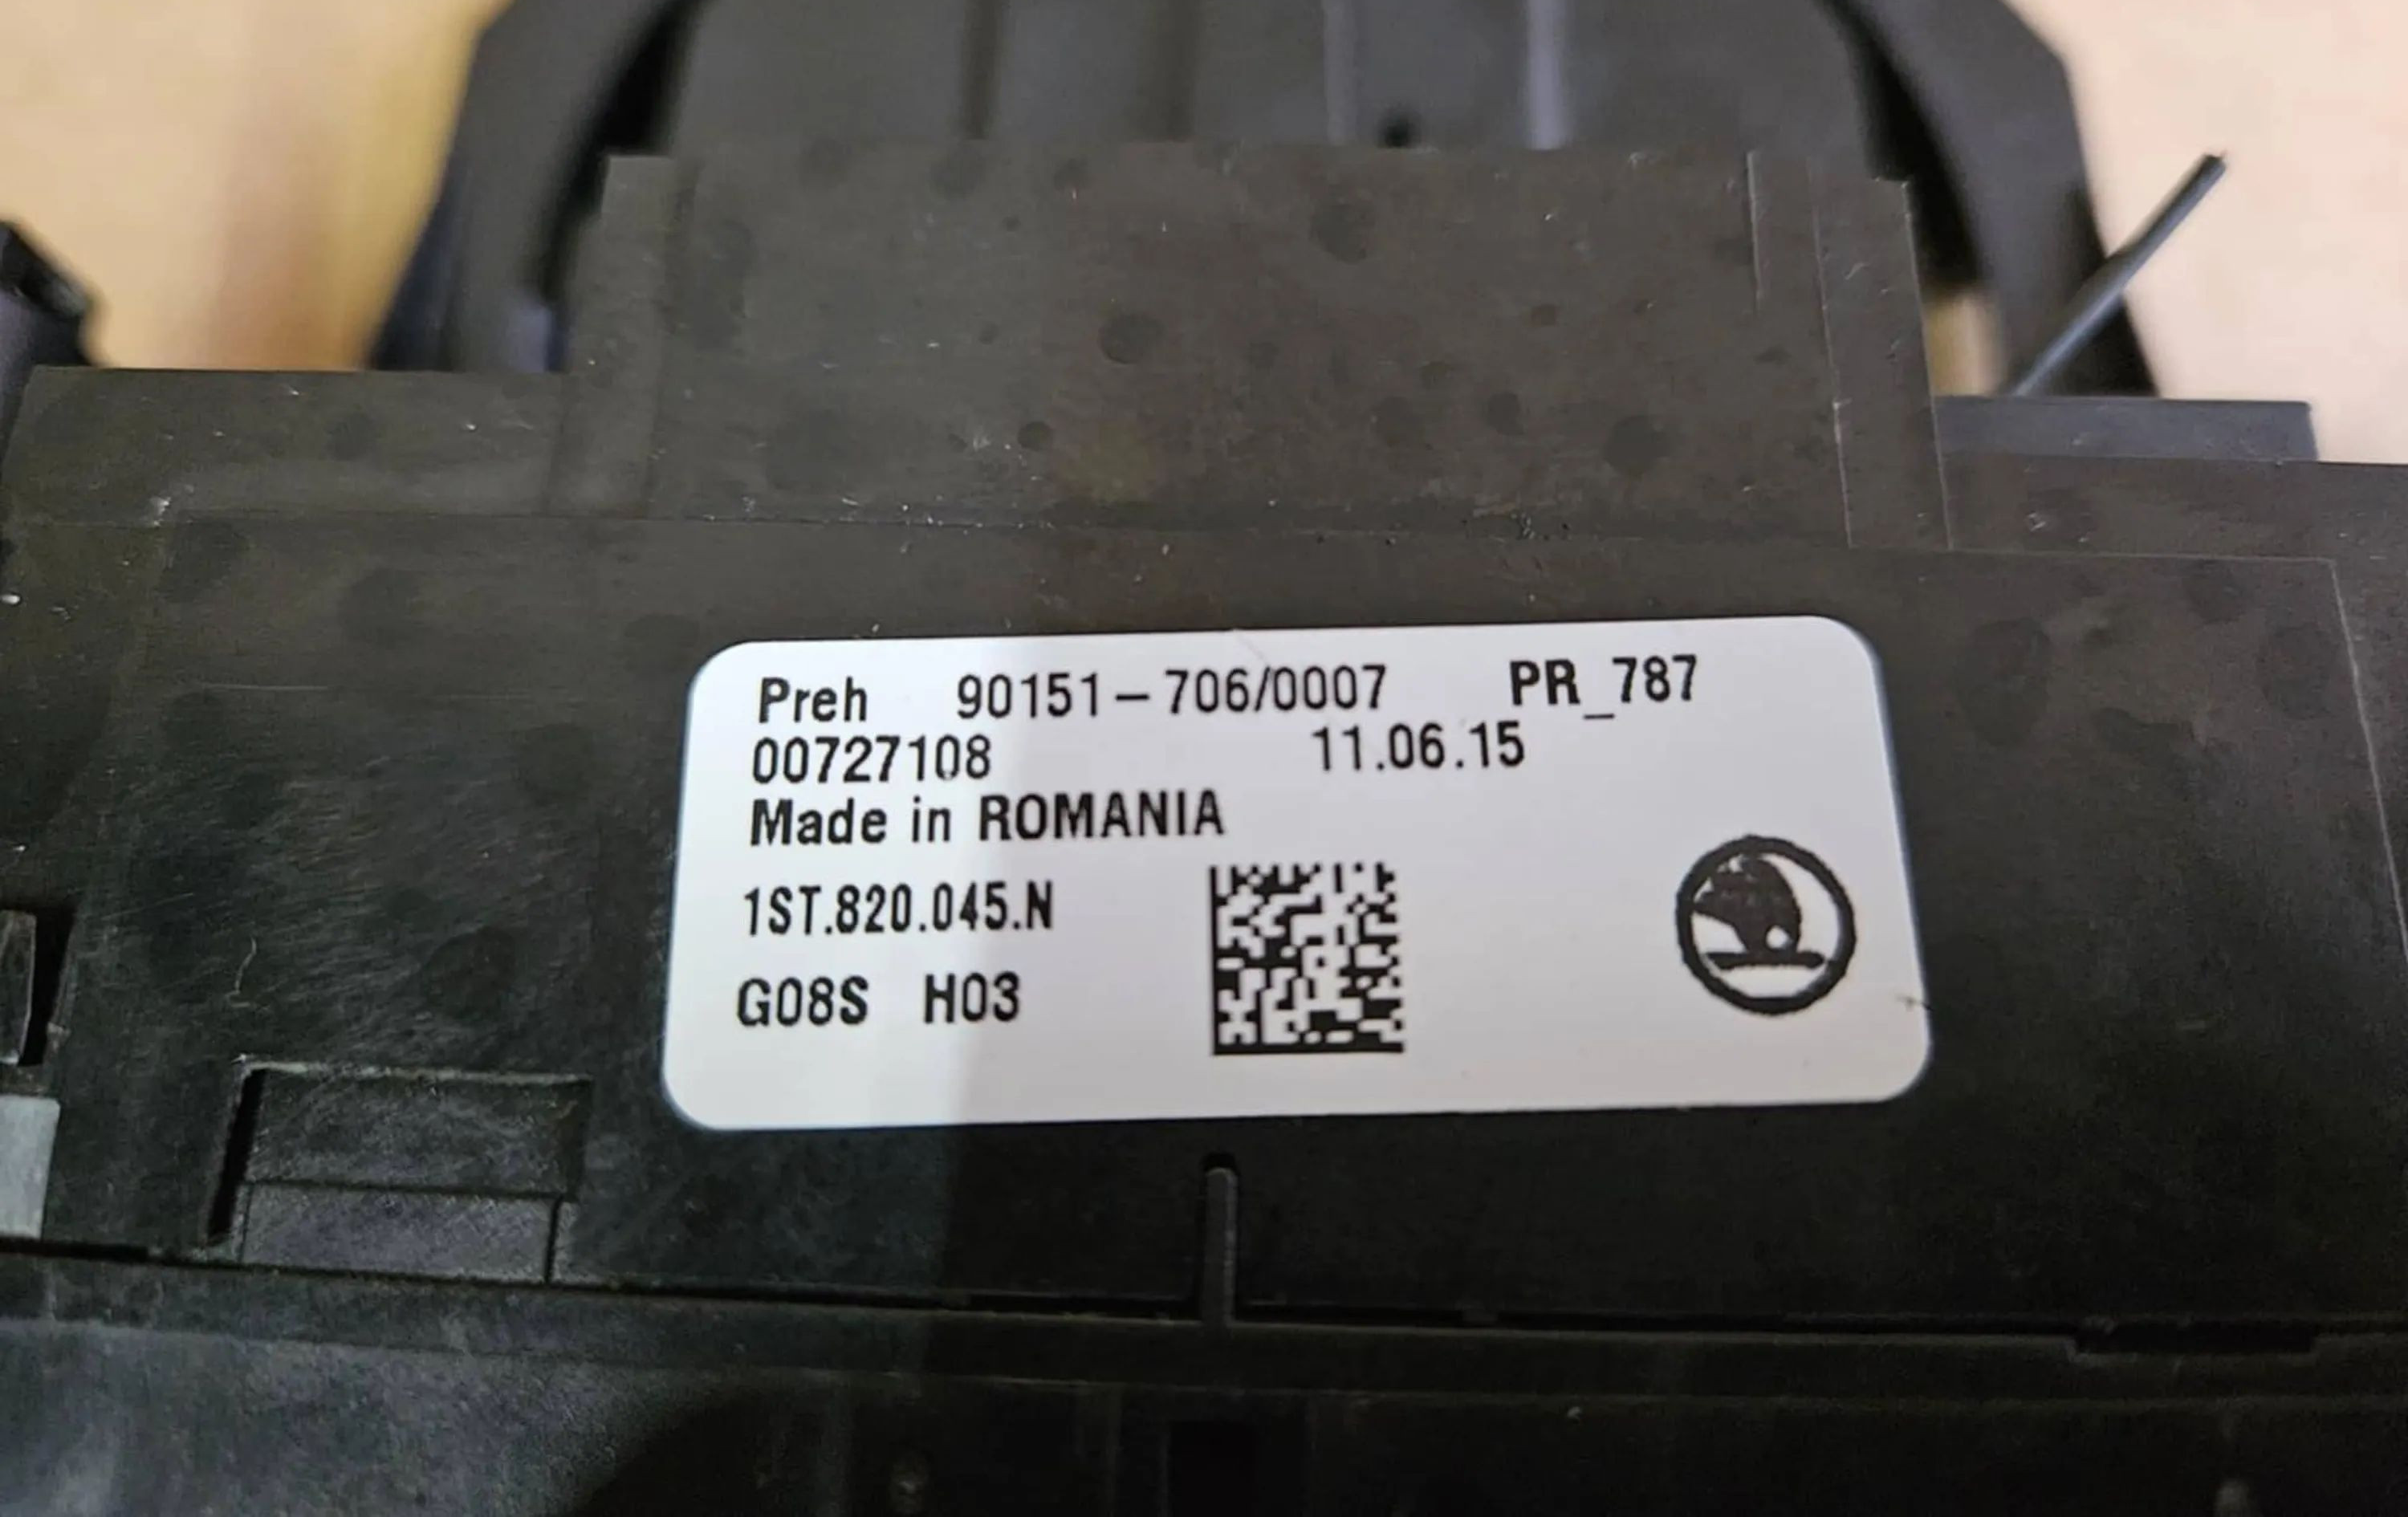 Preh 90151-706/0007 PR_787
00727108 11.06.15
Made in ROMANIA
1ST.820.045.N
G08S H03